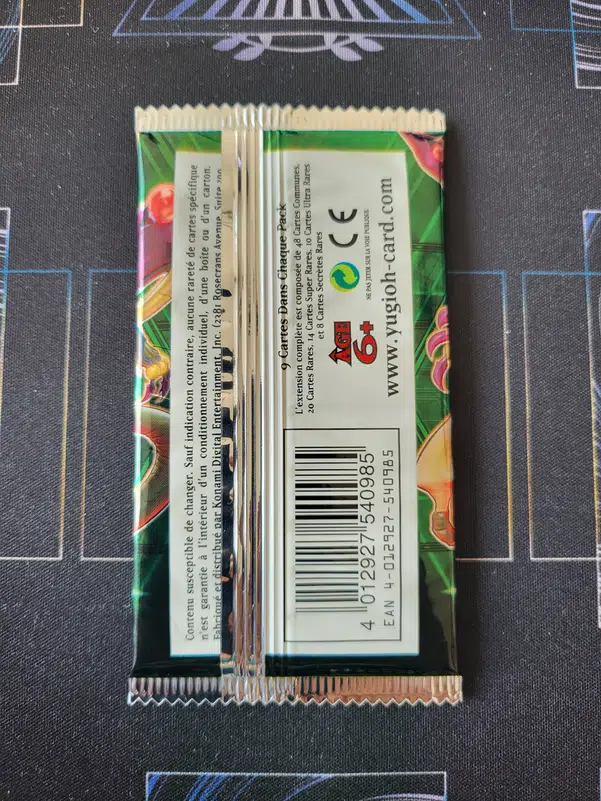 Contenu susceptible de changer. Sauf indication contraire, aucune rareté de cartes spécifique
n'est garantie à l'intérieur d'un conditionnement individuel, d'une boîte ou d'un carton.
Fabriqué et distribué par Konami Digital Entertainment, Inc. (2381 Rosecrans Avenue, Suite 200
9 Cartes Dans Chaque Pack
L'extension complète est composée de 48 Cartes Communes,
20 Cartes Rares, 14 Cartes Super Rares, 10 Cartes Ultra Rares
et 8 Cartes Secrètes Rares
ÂGE
6+
CE
NE PAS JETER SUR LA VOIE PUBLIQUE
www.yugioh-card.com
4 012927 540985
EAN 4-012927-540985